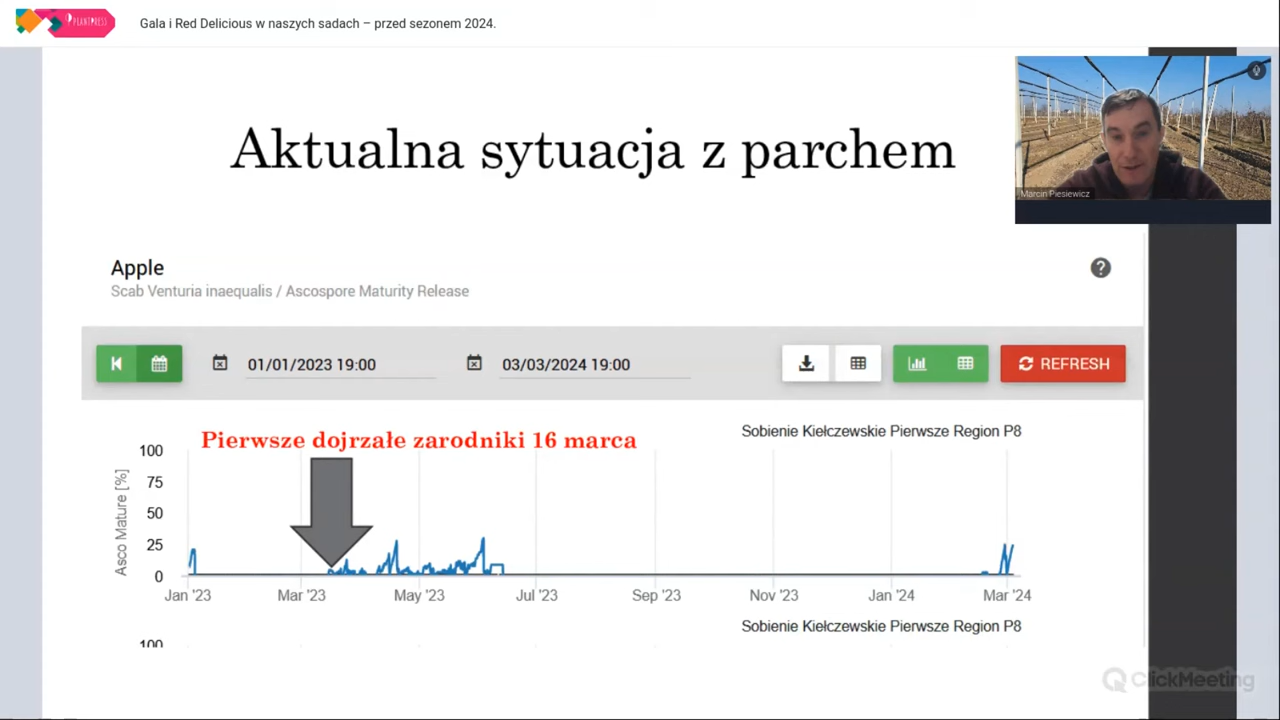 PLANTPRESS
Gala i Red Delicious w naszych sadach – przed sezonem 2024.
Aktualna sytuacja z parchem
Marcin Piesiewicz
Apple
Scab Venturia inaequalis / Ascospore Maturity Release
01/01/2023 19:00
03/03/2024 19:00
REFRESH
Pierwsze dojrzałe zarodniki 16 marca
Sobienie Kiełczewskie Pierwsze Region P8
Asco Mature [%]
100
75
50
25
0
Jan '23
Mar '23
May '23
Jul '23
Sep '23
Nov '23
Jan '24
Mar '24
Sobienie Kiełczewskie Pierwsze Region P8
100
ClickMeeting